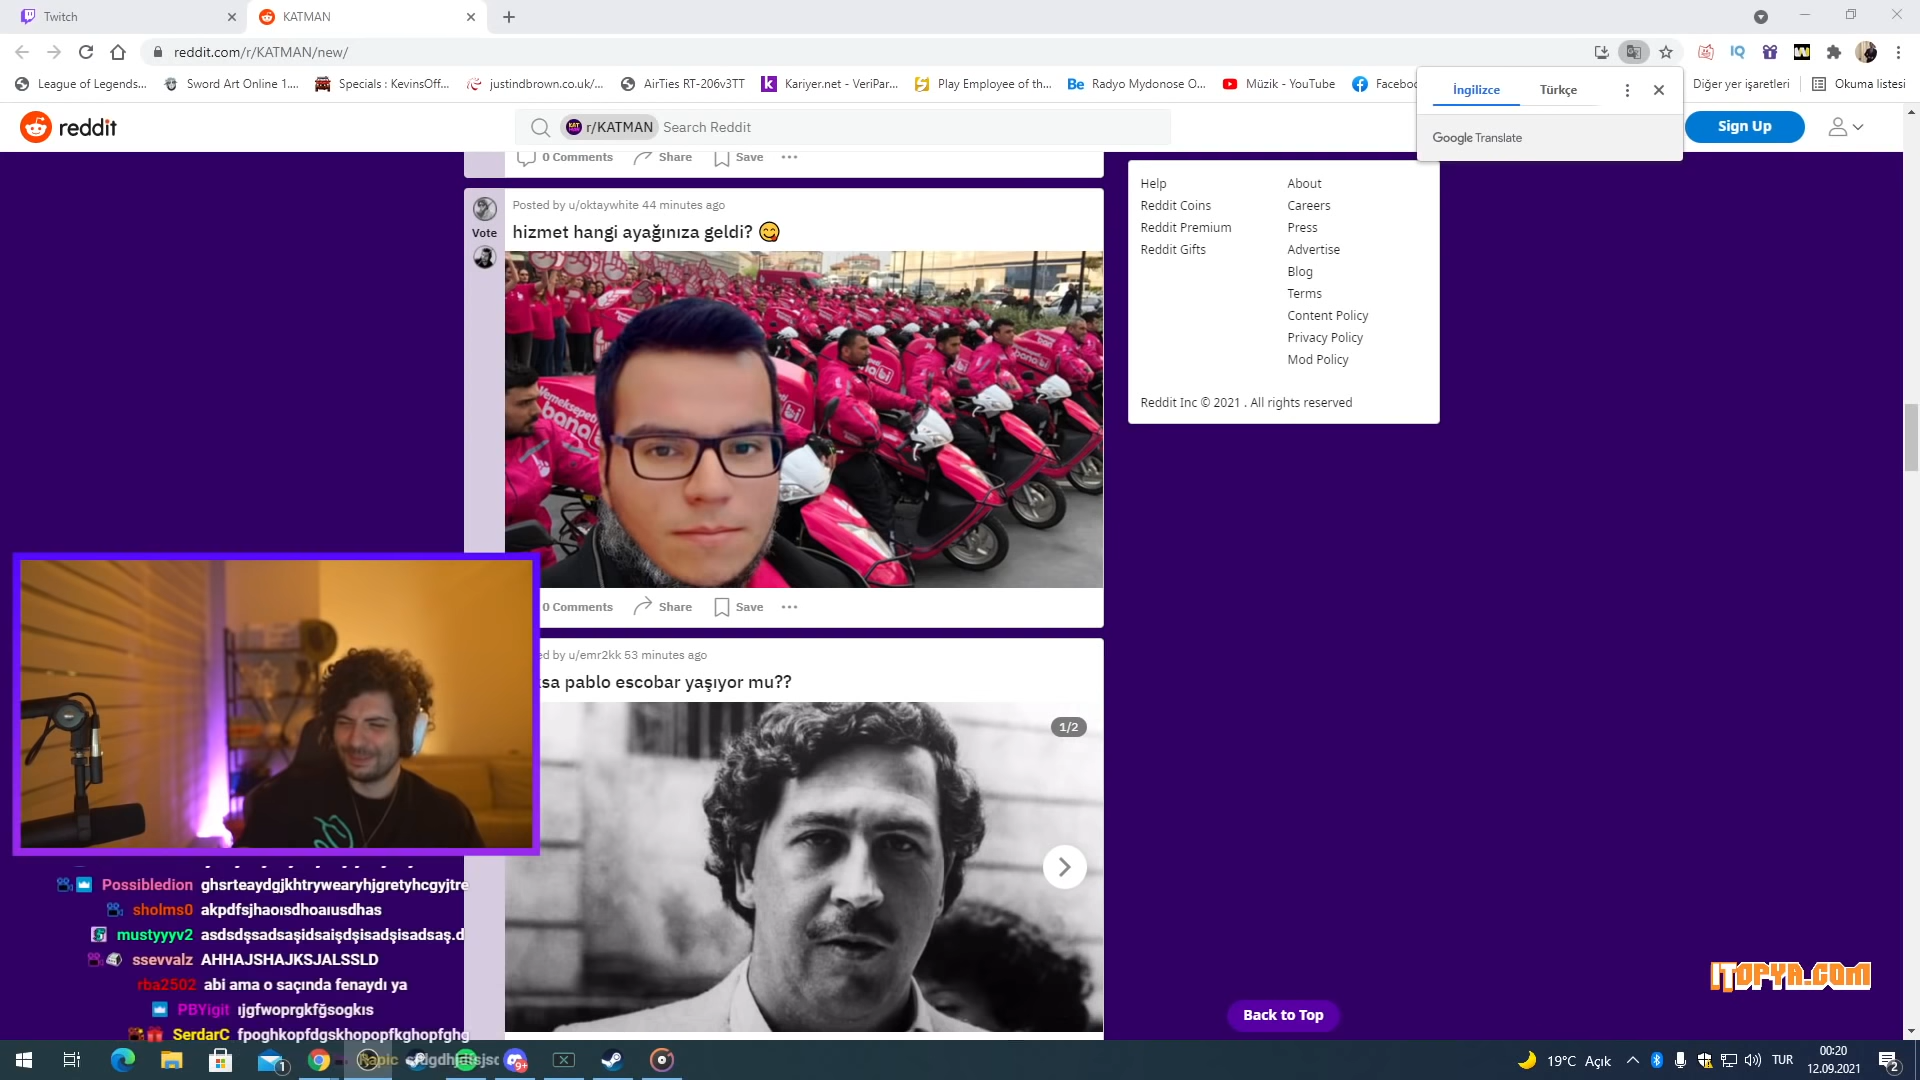 Twitch
KATMAN
reddit.com/r/KATMAN/new/
League of Legends...
Sword Art Online 1....
Specials : KevinsOff...
justindbrown.co.uk/...
AirTies RT-206v3TT
Kariyer.net - VeriPar...
Play Employee of th...
Radyo Mydonose O...
Müzik - YouTube
Facebo
Diğer yer işaretleri
Okuma listesi
İngilizce
Türkçe
Google Translate
reddit
r/KATMAN
Search Reddit
Sign Up
0 Comments
Share
Save
Posted by u/oktaywhite 44 minutes ago
Vote
hizmet hangi ayağınıza geldi? 😋
0 Comments
Share
Save
ed by u/emr2kk 53 minutes ago
sa pablo escobar yaşıyor mu??
1/2
Help
Reddit Coins
Reddit Premium
Reddit Gifts
About
Careers
Press
Advertise
Blog
Terms
Content Policy
Privacy Policy
Mod Policy
Reddit Inc © 2021 . All rights reserved
Possibledion ghsrteaydgjkhtrywearyhjgretyhcgyjtre
sholms0 akpdfsjhaoısdhoaıusdhas
mustyyyv2 asdsdşsadsaşidsaişdşisadşisadsaş.d
ssevvalz AHHAJSHAJKSJALSSLD
rba2502 abi ama o saçında fenaydı ya
PBYigit ıjgfwoprgkfğsogkıs
SerdarC fpoghkopfdgskhopopfkghopfghg
Back to Top
ITOPYA.COM
19°C Açık
TUR
00:20
12.09.2021